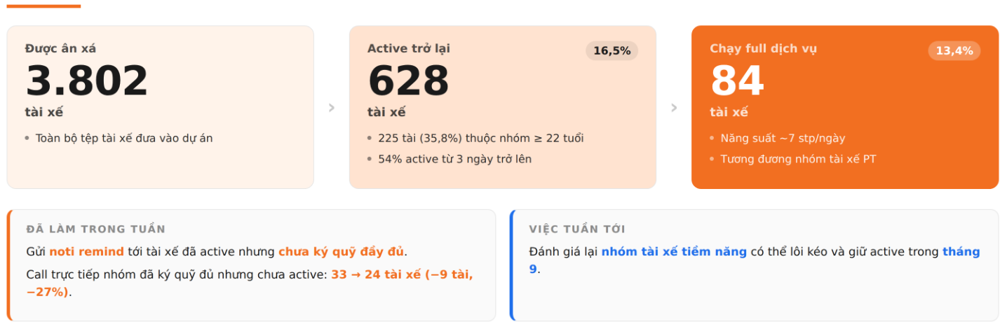 Được ân xá
3.802
tài xế
• Toàn bộ tệp tài xế đưa vào dự án
›
Active trở lại
16,5%
628
tài xế
• 225 tài (35,8%) thuộc nhóm ≥ 22 tuổi
• 54% active từ 3 ngày trở lên
›
Chạy full dịch vụ
13,4%
84
tài xế
• Năng suất ~7 stp/ngày
• Tương đương nhóm tài xế PT
ĐÃ LÀM TRONG TUẦN
Gửi noti remind tới tài xế đã active nhưng chưa ký quỹ đầy đủ.
Call trực tiếp nhóm đã ký quỹ đủ nhưng chưa active: 33 → 24 tài xế (−9 tài,
−27%).
VIỆC TUẦN TỚI
Đánh giá lại nhóm tài xế tiềm năng có thể lôi kéo và giữ active trong tháng
9.